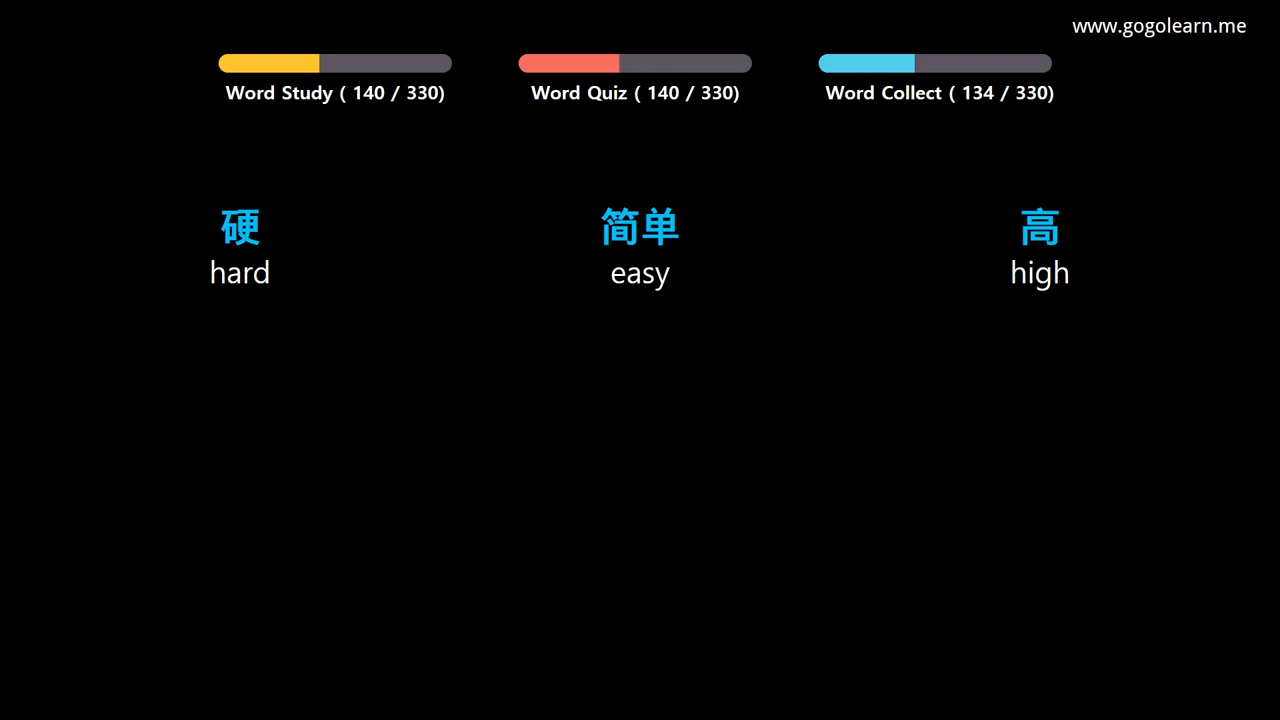 www.gogolearn.me
Word Study ( 140 / 330)
Word Quiz ( 140 / 330)
Word Collect ( 134 / 330)
硬
hard
简单
easy
高
high